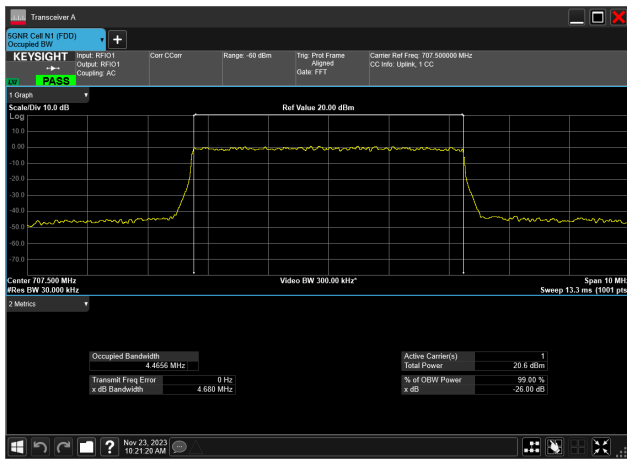 Transceiver A
5GNR Cell N1 (FDD)
Occupied BW
KEYSIGHT
Input: RFIO1
Output: RFIO1
Coupling: AC
Corr CCorr
Range: -60 dBm
Trig: Prot Frame
Aligned
Gate: FFT
Carrier Ref Freq: 707.500000 MHz
CC Info: Uplink, 1 CC
PASS
1 Graph
Scale/Div 10.0 dB
Ref Value 20.00 dBm
Log
10.0
0.00
-10.0
-20.0
-30.0
-40.0
-50.0
-60.0
-70.0
Center 707.500 MHz
Video BW 300.00 kHz*
Span 10 MHz
#Res BW 30.000 kHz
Sweep 13.3 ms (1001 pts
2 Metrics
Occupied Bandwidth
4.4656 MHz
Transmit Freq Error 0 Hz
x dB Bandwidth 4.680 MHz
Active Carrier(s) 1
Total Power 20.6 dBm
% of OBW Power 99.00 %
x dB -26.00 dB
Nov 23, 2023
10:21:20 AM